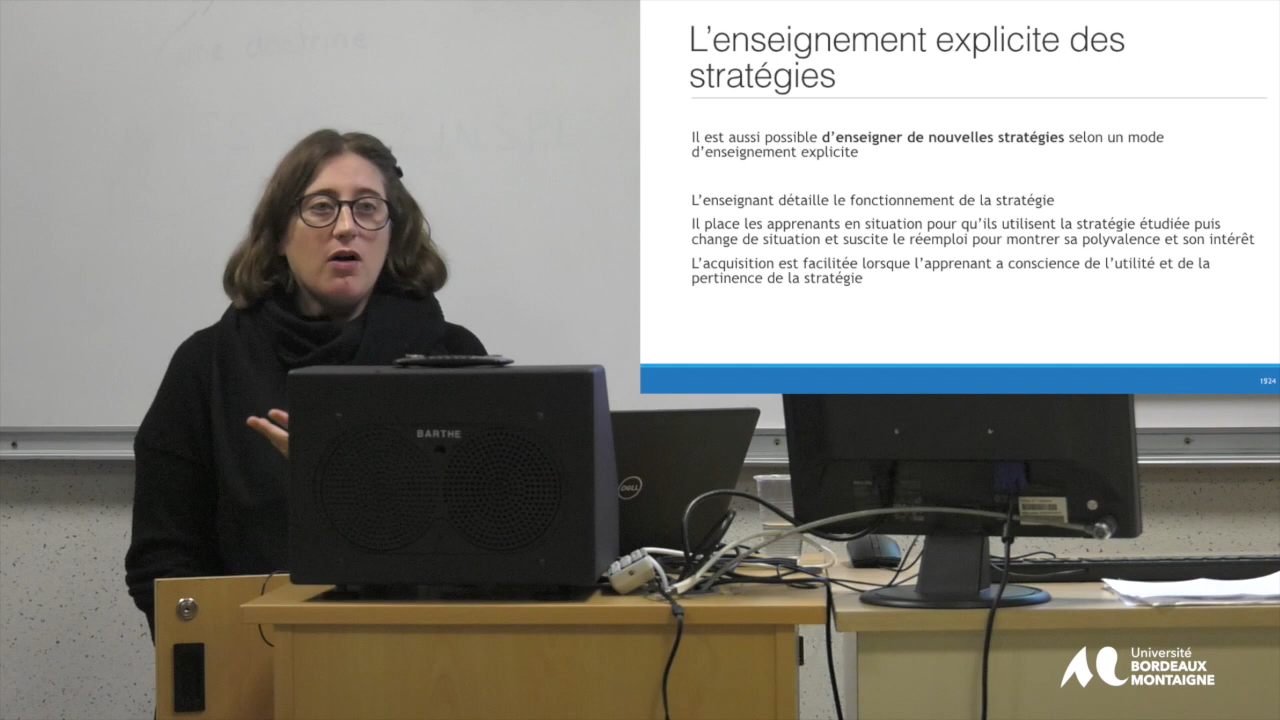 L'enseignement explicite des
stratégies
Il est aussi possible d'enseigner de nouvelles stratégies selon un mode
d'enseignement explicite
L'enseignant détaille le fonctionnement de la stratégie
Il place les apprenants en situation pour qu'ils utilisent la stratégie étudiée puis
change de situation et suscite le réemploi pour montrer sa polyvalence et son intérêt
L'acquisition est facilitée lorsque l'apprenant a conscience de l'utilité et de la
pertinence de la stratégie
une doctrine
BARTHE
DELL
Université
BORDEAUX
MONTAIGNE